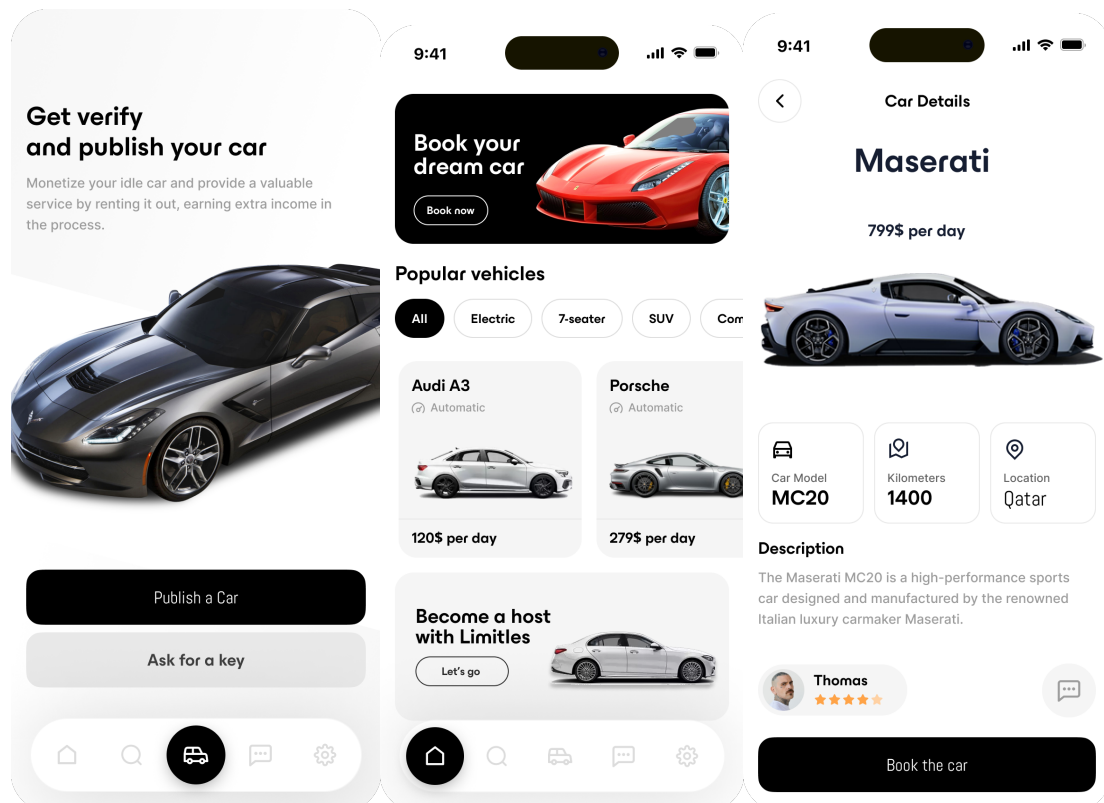 Get verify
and publish your car
Monetize your idle car and provide a valuable
service by renting it out, earning extra income in
the process.
Publish a Car
Ask for a key
9:41
Book your
dream car
Book now
Popular vehicles
All
Electric
7-seater
SUV
Com
Audi A3
Automatic
120$ per day
Porsche
Automatic
279$ per day
Become a host
with Limitles
Let's go
9:41
Car Details
Maserati
799$ per day
Car Model
MC20
Kilometers
1400
Location
Qatar
Description
The Maserati MC20 is a high-performance sports
car designed and manufactured by the renowned
Italian luxury carmaker Maserati.
Thomas
Book the car